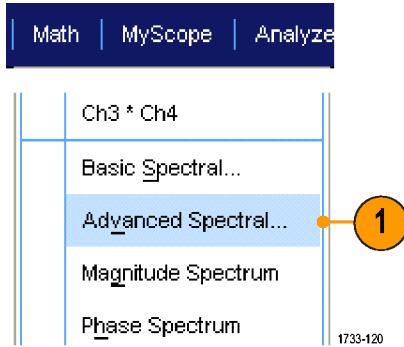 Math MyScope Analyze
Ch3 * Ch4
Basic Spectral...
Advanced Spectral...
1
Magnitude Spectrum
Phase Spectrum
1733-120